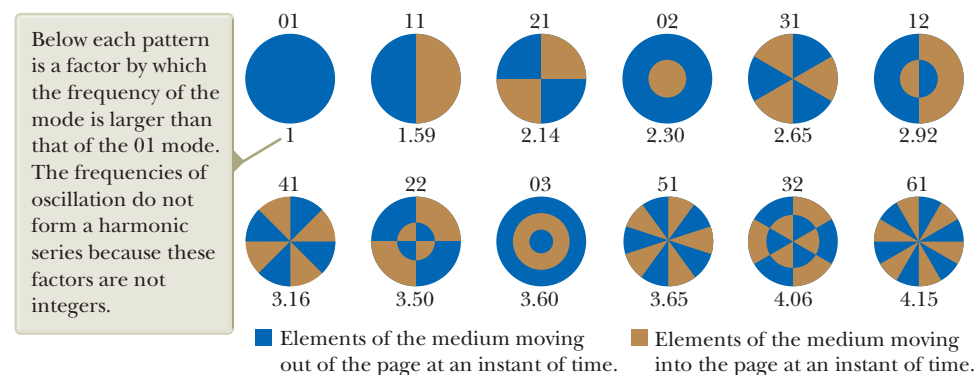 Below each pattern
is a factor by which
the frequency of the
mode is larger than
that of the 01 mode.
The frequencies of
oscillation do not
form a harmonic
series because these
factors are not
integers.
01 11 21 02 31 12
1 1.59 2.14 2.30 2.65 2.92
41 22 03 51 32 61
3.16 3.50 3.60 3.65 4.06 4.15
Elements of the medium moving
out of the page at an instant of time.
Elements of the medium moving
into the page at an instant of time.